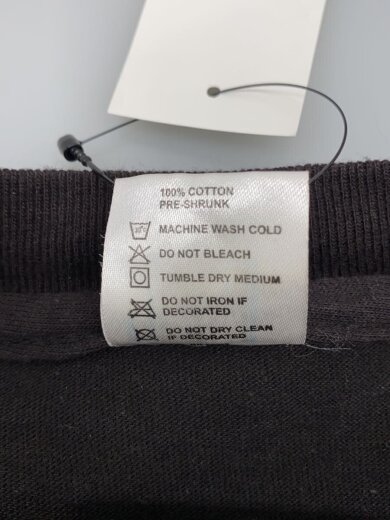 100% COTTON
PRE-SHRUNK
30°
MACHINE WASH COLD
DO NOT BLEACH
TUMBLE DRY MEDIUM
DO NOT IRON IF
DECORATED
DO NOT DRY CLEAN
IF DECORATED